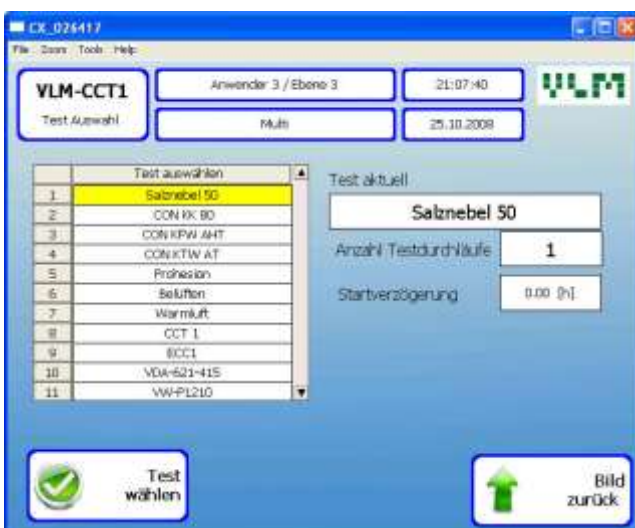 CX_026417
File Zoom Tools Help
VLM-CCT1
Test Auswahl
Anwender 3 / Ebene 3
21:07:40
VLM
Multi
25.10.2008
Test auswählen
1 Salznebel 50
2 CON KK 80
3 CON KFW AHT
4 CON KTW AT
5 Prohesion
6 Belüften
7 Warmluft
8 CCT 1
9 ECC1
10 VDA-621-415
11 VW-P1210
Test aktuell
Salznebel 50
Anzahl Testdurchläufe 1
Startverzögerung 0.00 [h]
Test
wählen
Bild
zurück